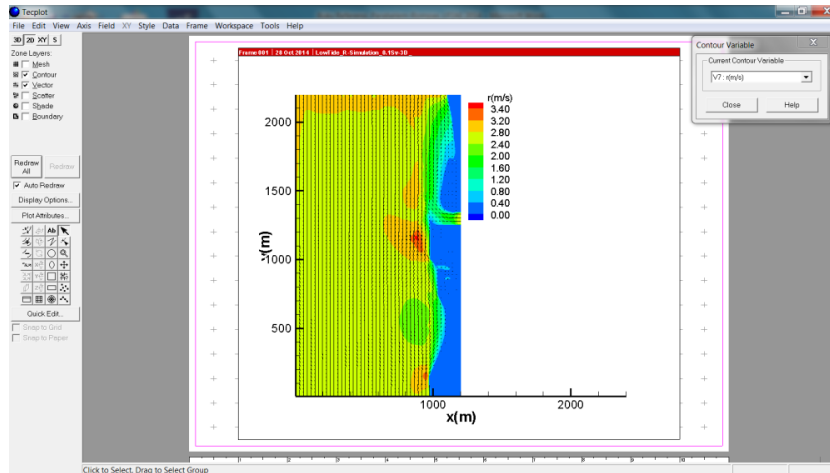 Tecplot
File Edit View Axis Field XY Style Data Frame Workspace Tools Help
3D 2D XY S
Zone Layers:
Mesh
Contour
Vector
Scatter
Shade
Boundary
Redraw All
Redraw
Auto Redraw
Display Options...
Plot Attributes...
Ab
Quick Edit...
Snap to Grid
Snap to Paper
Frame 001 | 28 Oct 2014 | LowTide_R-Simulation_0.15v-3D_
r(m/s)
3.40
3.20
2.80
2.40
2.00
1.60
1.20
0.80
0.40
0.00
2000
1500
1000
500
y(m)
1000
2000
x(m)
Contour Variable
Current Contour Variable
V7: r(m/s)
Close
Help
Click to Select, Drag to Select Group